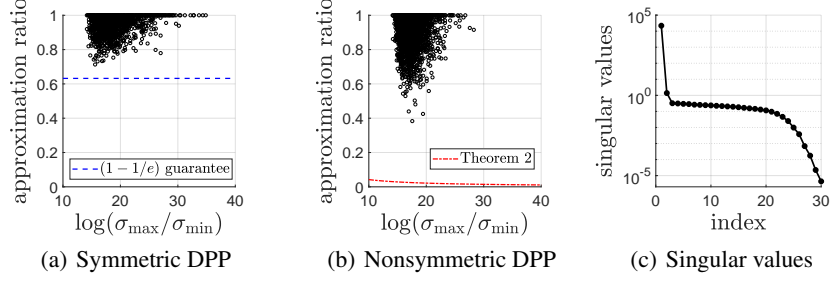 approximation ratio
1
0.8
0.6
0.4
0.2
0
(1 − 1/e) guarantee
10 20 30 40
log(σmax/σmin)
(a) Symmetric DPP
approximation ratio
1
0.8
0.6
0.4
0.2
0
Theorem 2
10 20 30 40
log(σmax/σmin)
(b) Nonsymmetric DPP
singular values
10^5
10^0
10^-5
0 10 20 30
index
(c) Singular values